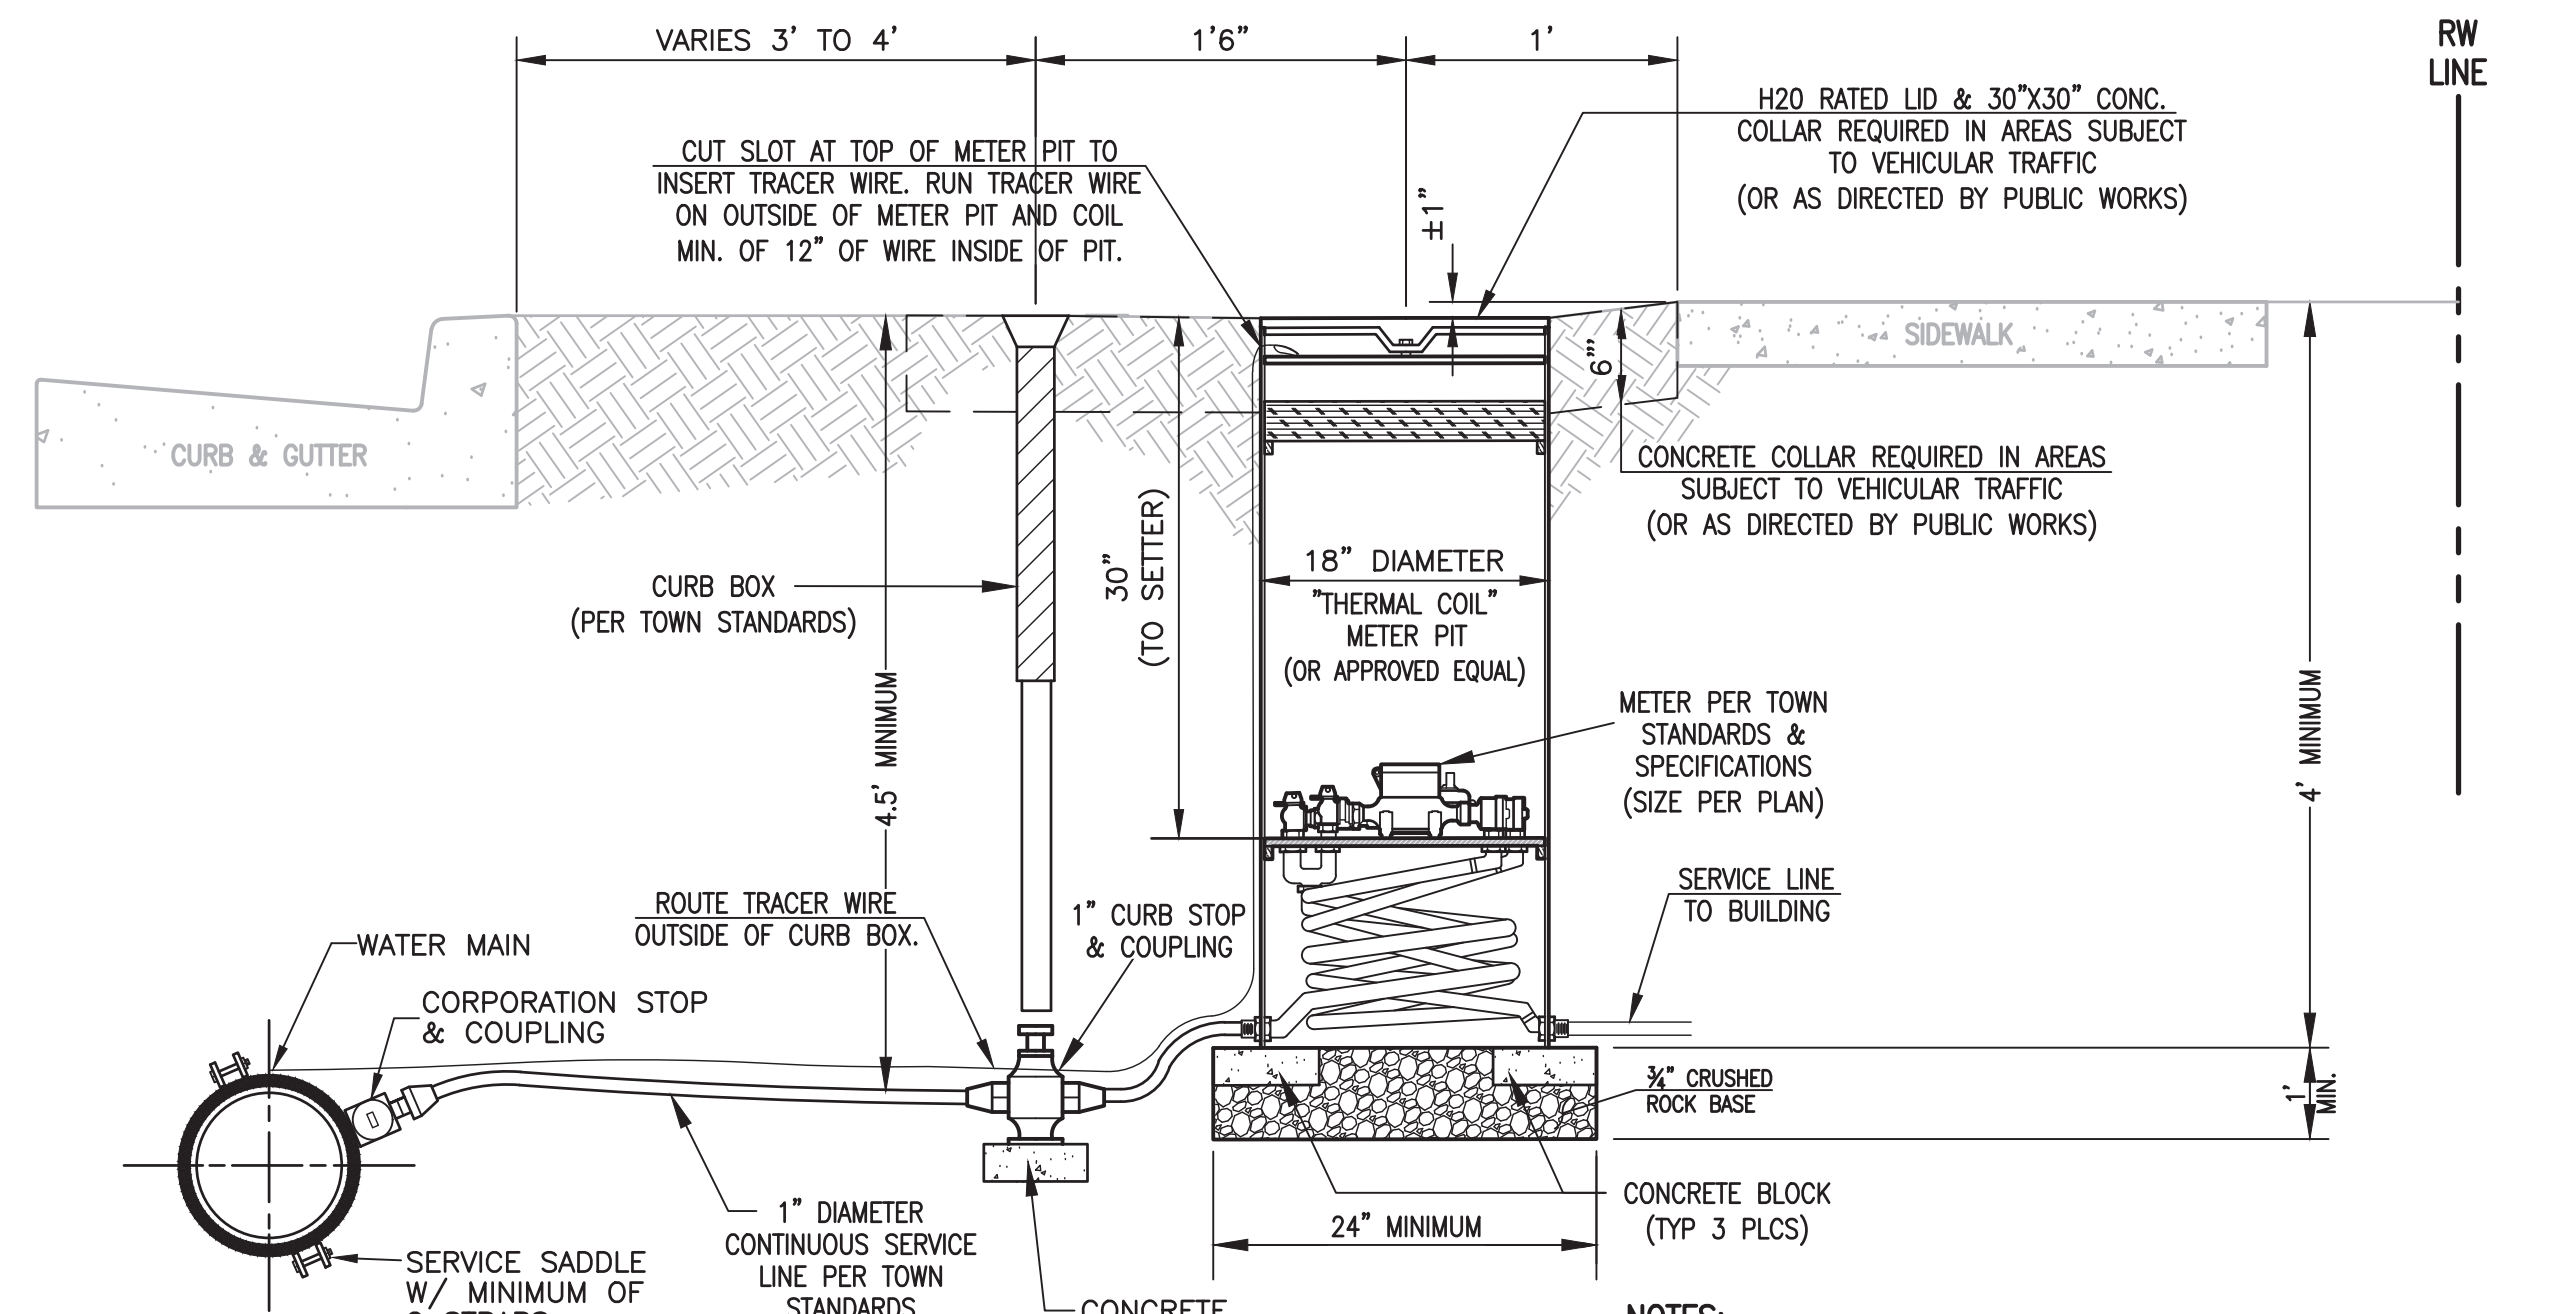 VARIES 3' TO 4'
1'6"
1'
RW
LINE
H20 RATED LID & 30"X30" CONC.
COLLAR REQUIRED IN AREAS SUBJECT
TO VEHICULAR TRAFFIC
(OR AS DIRECTED BY PUBLIC WORKS)
CUT SLOT AT TOP OF METER PIT TO
INSERT TRACER WIRE. RUN TRACER WIRE
ON OUTSIDE OF METER PIT AND COIL
MIN. OF 12" OF WIRE INSIDE OF PIT.
±1"
SIDEWALK
6"'
CURB & GUTTER
CONCRETE COLLAR REQUIRED IN AREAS
SUBJECT TO VEHICULAR TRAFFIC
(OR AS DIRECTED BY PUBLIC WORKS)
30"
(TO SETTER)
18" DIAMETER
"THERMAL COIL"
METER PIT
(OR APPROVED EQUAL)
CURB BOX
(PER TOWN STANDARDS)
4.5' MINIMUM
4' MINIMUM
METER PER TOWN
STANDARDS &
SPECIFICATIONS
(SIZE PER PLAN)
SERVICE LINE
TO BUILDING
ROUTE TRACER WIRE
OUTSIDE OF CURB BOX.
1" CURB STOP
& COUPLING
WATER MAIN
CORPORATION STOP
& COUPLING
¾" CRUSHED
ROCK BASE
1'
MIN.
CONCRETE BLOCK
(TYP 3 PLCS)
24" MINIMUM
1" DIAMETER
CONTINUOUS SERVICE
LINE PER TOWN
STANDARDS
SERVICE SADDLE
W/ MINIMUM OF
CONCRETE
NOTES: